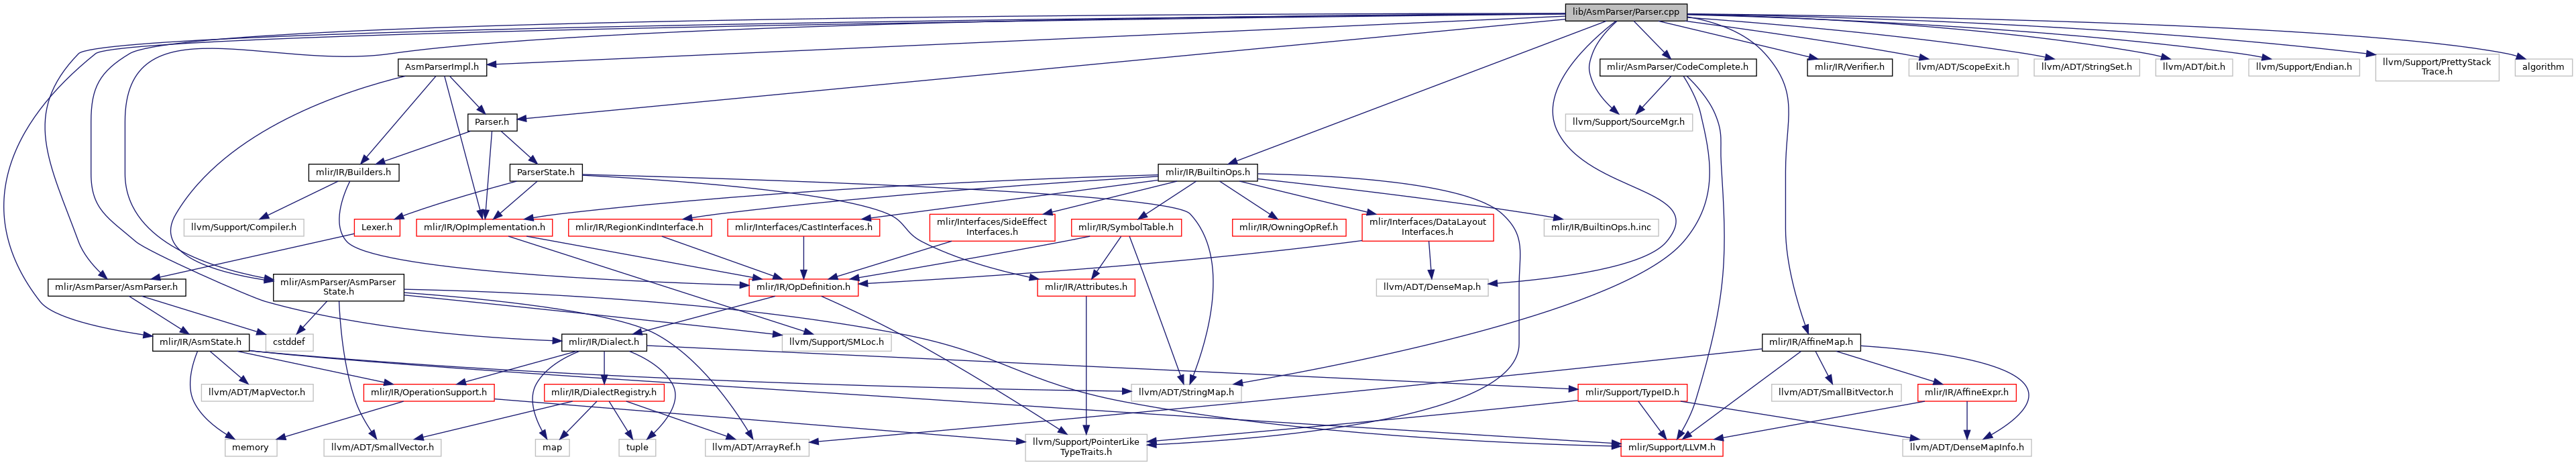 lib/AsmParser/Parser.cpp
AsmParserImpl.h
mlir/AsmParser/CodeComplete.h
mlir/IR/Verifier.h
llvm/ADT/ScopeExit.h
llvm/ADT/StringSet.h
llvm/ADT/bit.h
llvm/Support/Endian.h
llvm/Support/PrettyStack
Trace.h
algorithm
Parser.h
llvm/Support/SourceMgr.h
mlir/IR/Builders.h
ParserState.h
mlir/IR/BuiltinOps.h
llvm/Support/Compiler.h
Lexer.h
mlir/IR/OpImplementation.h
mlir/IR/RegionKindInterface.h
mlir/Interfaces/CastInterfaces.h
mlir/Interfaces/SideEffect
Interfaces.h
mlir/IR/SymbolTable.h
mlir/IR/OwningOpRef.h
mlir/Interfaces/DataLayout
Interfaces.h
mlir/IR/BuiltinOps.h.inc
mlir/AsmParser/AsmParser.h
mlir/AsmParser/AsmParser
State.h
mlir/IR/OpDefinition.h
mlir/IR/Attributes.h
llvm/ADT/DenseMap.h
mlir/IR/AsmState.h
cstddef
mlir/IR/Dialect.h
llvm/Support/SMLoc.h
mlir/IR/AffineMap.h
llvm/ADT/MapVector.h
mlir/IR/OperationSupport.h
mlir/IR/DialectRegistry.h
llvm/ADT/StringMap.h
mlir/Support/TypeID.h
llvm/ADT/SmallBitVector.h
mlir/IR/AffineExpr.h
memory
llvm/ADT/SmallVector.h
map
tuple
llvm/ADT/ArrayRef.h
llvm/Support/PointerLike
TypeTraits.h
mlir/Support/LLVM.h
llvm/ADT/DenseMapInfo.h